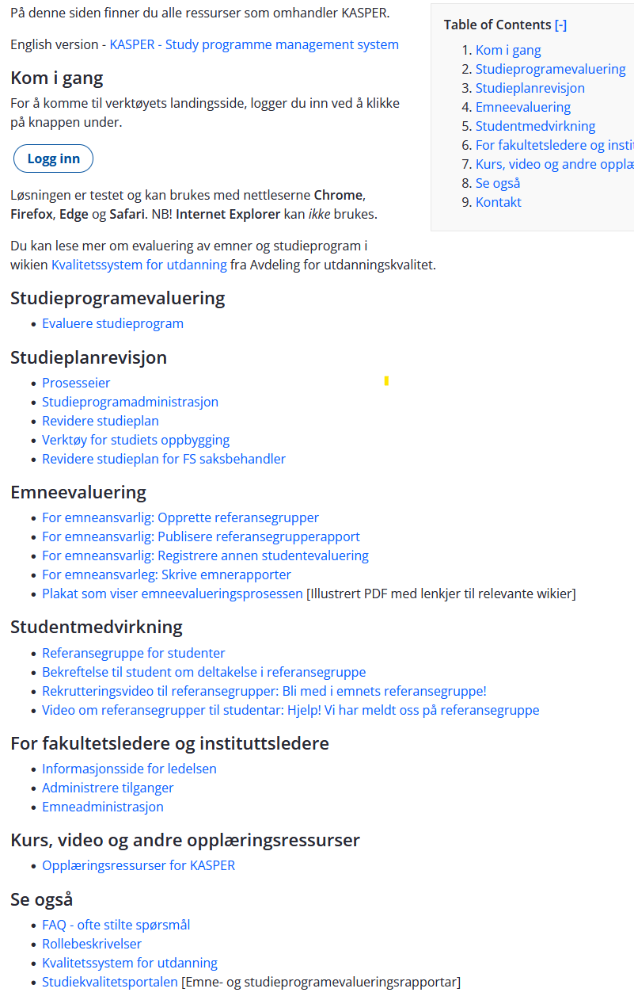 På denne siden finner du alle ressurser som omhandler KASPER.
English version - KASPER - Study programme management system
Kom i gang
For å komme til verktøyets landingsside, logger du inn ved å klikke
på knappen under.
Logg inn
Løsningen er testet og kan brukes med nettleserne Chrome,
Firefox, Edge og Safari. NB! Internet Explorer kan ikke brukes.
Du kan lese mer om evaluering av emner og studieprogram i
wikien Kvalitetssystem for utdanning fra Avdeling for utdanningskvalitet.
Table of Contents [-]
1. Kom i gang
2. Studieprogramevaluering
3. Studieplanrevisjon
4. Emneevaluering
5. Studentmedvirkning
6. For fakultetsledere og
7. Kurs, video og andre
8. Se også
9. Kontakt
Studieprogramevaluering
• Evaluere studieprogram
Studieplanrevisjon
• Prosesseier
• Studieprogramadministrasjon
• Revidere studieplan
• Verktøy for studiets oppbygging
• Revidere studieplan for FS saksbehandler
Emneevaluering
• For emneansvarlig: Opprette referansegrupper
• For emneansvarlig: Publisere referansegrupperapport
• For emneansvarlig: Registrere annen studentevaluering
• For emneansvarleg: Skrive emnerapporter
• Plakat som viser emneevalueringsprosessen [Illustrert PDF med lenkjer til relevante wikier]
Studentmedvirkning
• Referansegruppe for studenter
• Bekreftelse til student om deltakelse i referansegruppe
• Rekrutteringsvideo til referansegrupper: Bli med i emnets referansegruppe!
• Video om referansegrupper til studentar: Hjelp! Vi har meldt oss på referansegruppe
For fakultetsledere og instituttsledere
• Informasjonsside for ledelsen
• Administrere tilganger
• Emneadministrasjon
Kurs, video og andre opplæringsressurser
• Opplæringsressurser for KASPER
Se også
• FAQ - ofte stilte spørsmål
• Rollebeskrivelser
• Kvalitetssystem for utdanning
• Studiekvalitetsportalen [Emne- og studieprogramevalueringsrapportar]